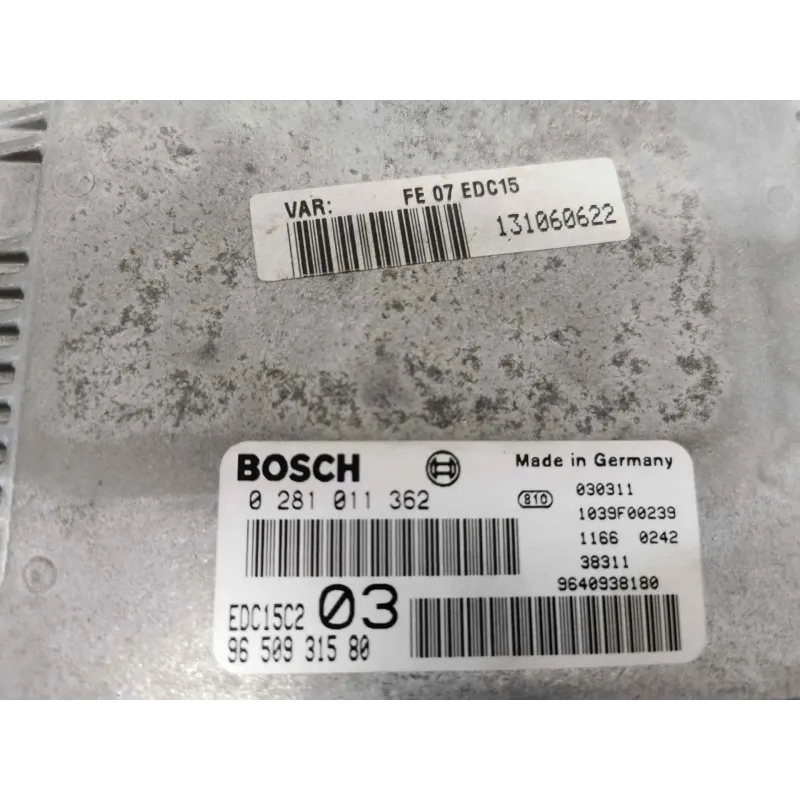 VAR: FE 07 EDC15
131060622
BOSCH Made in Germany
0 281 011 362
810 030311
1039F00239
1166 0242
38311
9640938180
EDC15C2 03
96 509 315 80